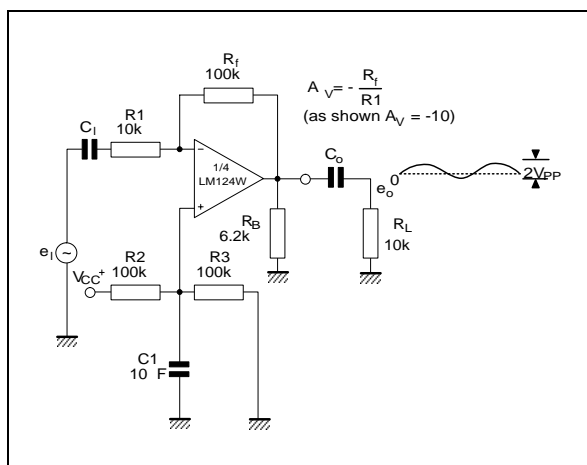 Rf
100k
AV = - Rf
R1
(as shown AV = -10)
CI
R1
10k
1/4
LM124W
Co
0
eo
2VPP
RB
6.2k
RL
10k
eI
~
VCC+
R2
100k
R3
100k
C1
10 F